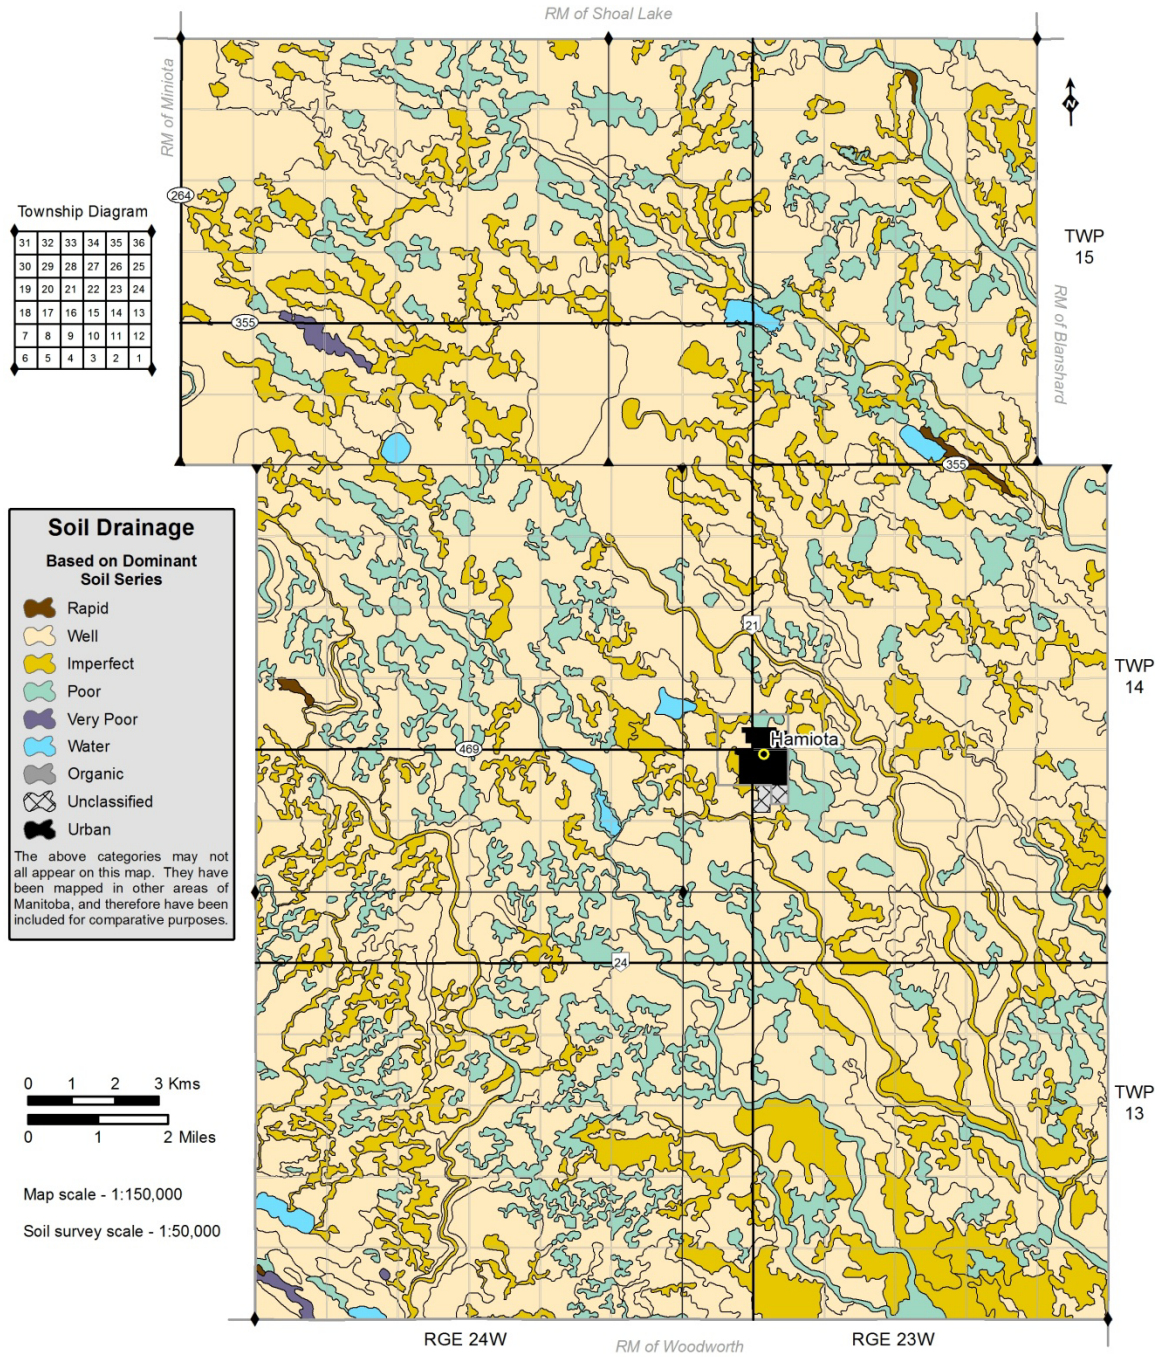 RM of Shoal Lake
RM of Miniota
264
Township Diagram
31 32 33 34 35 36
30 29 28 27 26 25
19 20 21 22 23 24
18 17 16 15 14 13
7 8 9 10 11 12
6 5 4 3 2 1
N
TWP
15
RM of Blanshard
355
355
Soil Drainage
Based on Dominant
Soil Series
Rapid
Well
Imperfect
Poor
Very Poor
Water
Organic
Unclassified
Urban
The above categories may not
all appear on this map. They have
been mapped in other areas of
Manitoba, and therefore have been
included for comparative purposes.
21
TWP
14
Hamiota
469
24
0 1 2 3 Kms
0 1 2 Miles
TWP
13
Map scale - 1:150,000
Soil survey scale - 1:50,000
RGE 24W
RM of Woodworth
RGE 23W